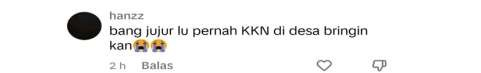 hanzz
bang jujur lu pernah KKN di desa bringin
kan😭😭
2 h Balas